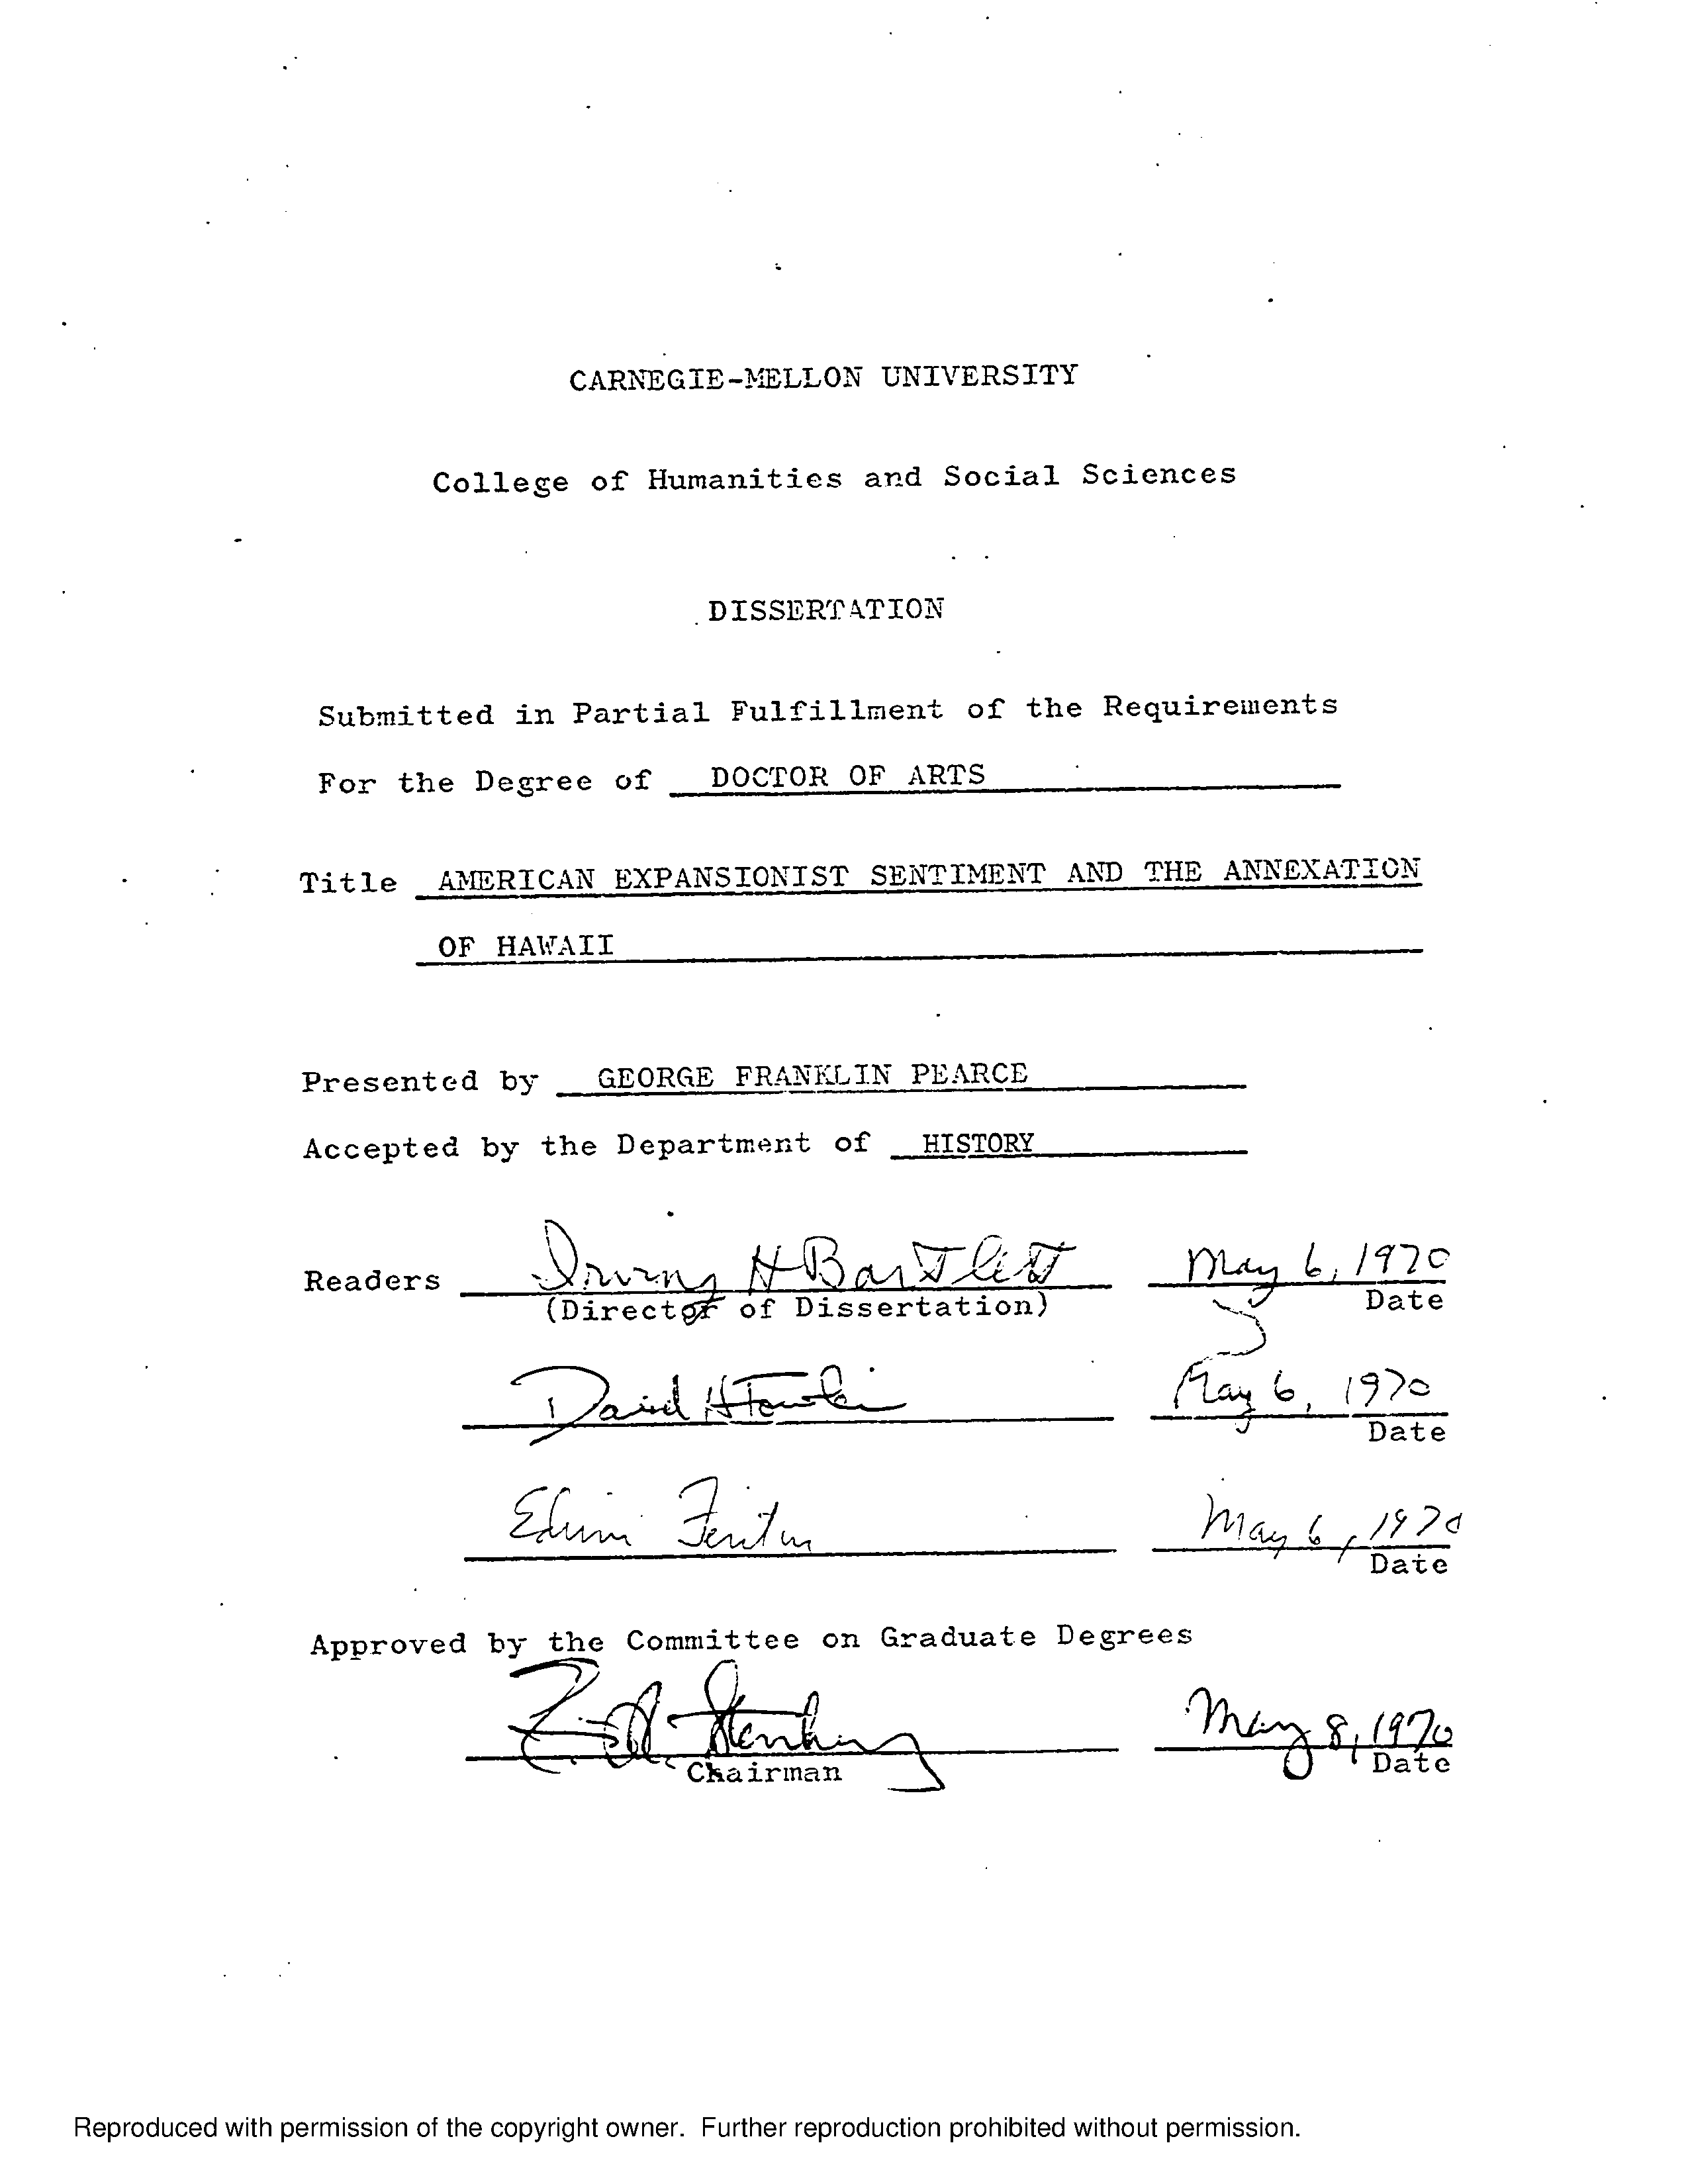 CARNEGIE-MELLON UNIVERSITY
College of Humanities and Social Sciences
DISSERTATION
Submitted in Partial Fulfillment of the Requirements
For the Degree of DOCTOR OF ARTS
Title AMERICAN EXPANSIONIST SENTIMENT AND THE ANNEXATION
OF HAWAII
Presented by GEORGE FRANKLIN PEARCE
Accepted by the Department of HISTORY
Readers Irving H Bartlett May 6, 1970
(Director of Dissertation) Date
David H May 6, 1970
Date
Edwin Fenton May 6, 1970
Date
Approved by the Committee on Graduate Degrees
May 8, 1970
Chairman Date
Reproduced with permission of the copyright owner. Further reproduction prohibited without permission.